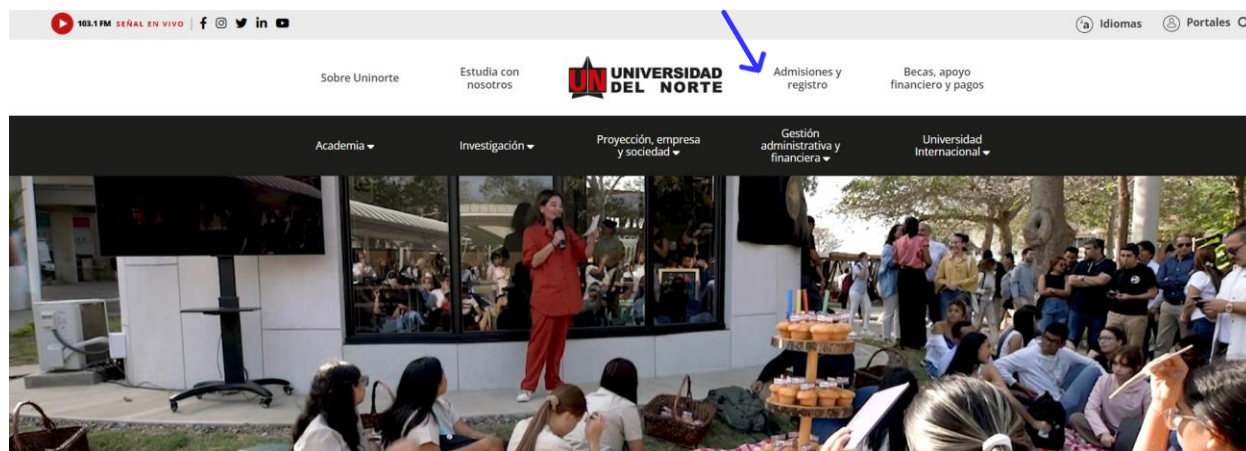 103.1 FM SEÑAL EN VIVO
Idiomas
Portales
Sobre Uninorte
Estudia con
nosotros
UN UNIVERSIDAD
DEL NORTE
Admisiones y
registro
Becas, apoyo
financiero y pagos
Academia
Investigación
Proyección, empresa
y sociedad
Gestión
administrativa y
financiera
Universidad
Internacional